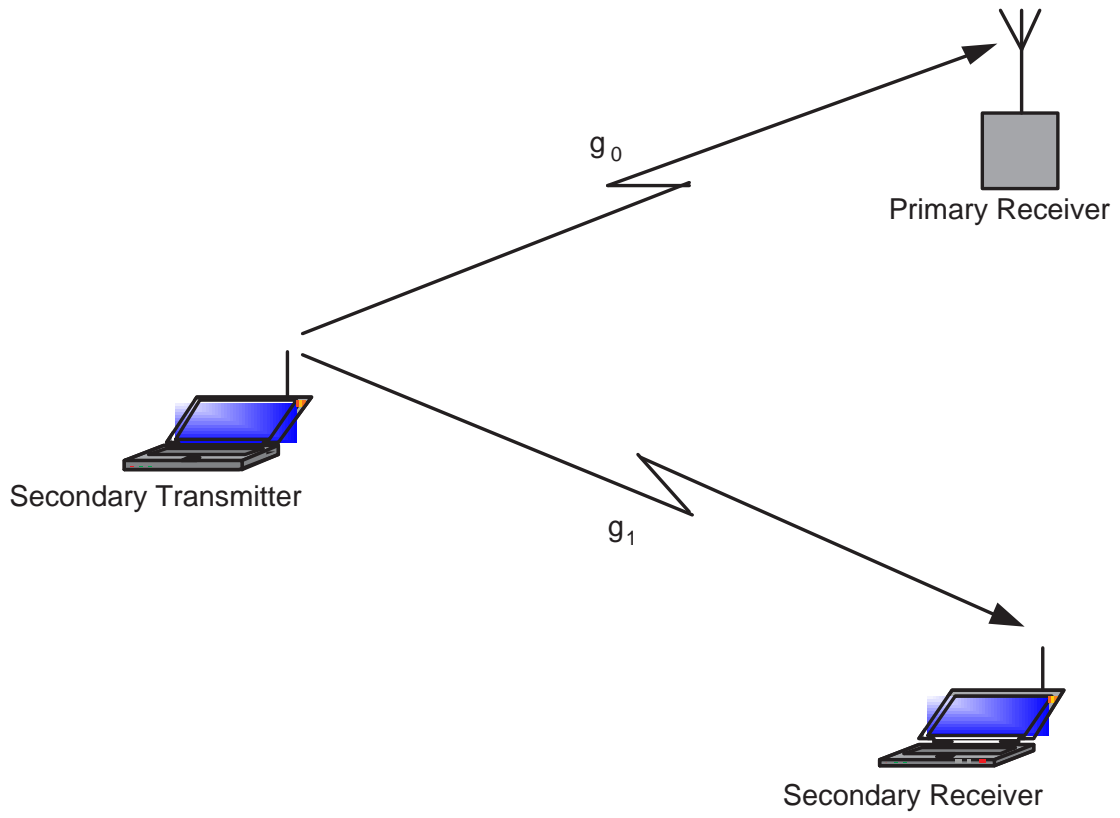 g0
Primary Receiver
Secondary Transmitter
g1
Secondary Receiver